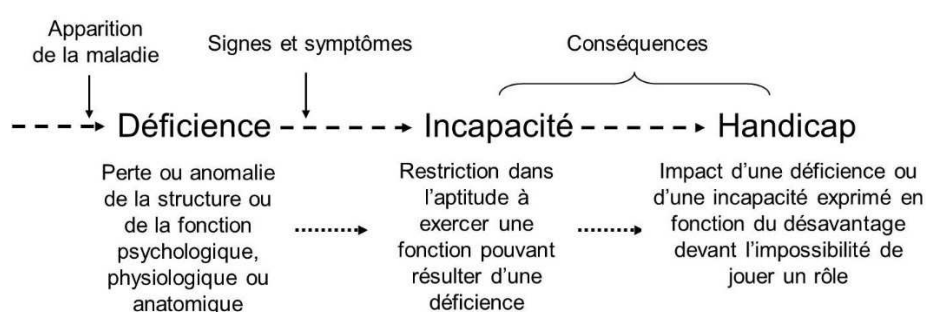 Apparition
de la maladie
Signes et symptômes
Conséquences
Déficience
Incapacité
Handicap
Perte ou anomalie
de la structure ou
de la fonction
psychologique,
physiologique ou
anatomique
Restriction dans
l’aptitude à
exercer une
fonction pouvant
résulter d’une
déficience
Impact d’une déficience ou
d’une incapacité exprimé en
fonction du désavantage
devant l’impossibilité de
jouer un rôle